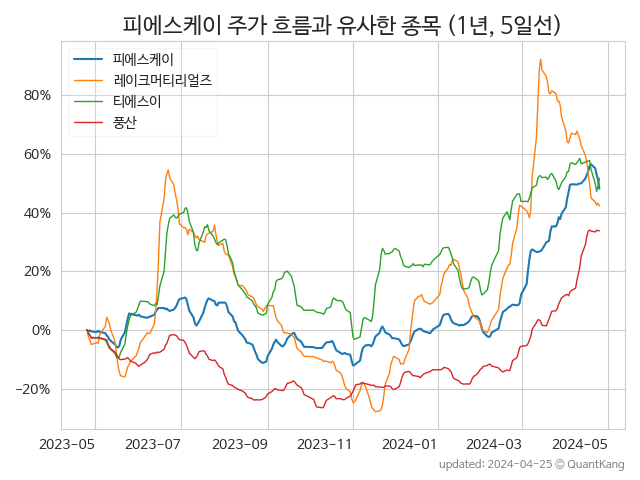 피에스케이 주가 흐름과 유사한 종목 (1년, 5일선)
피에스케이
레이크머티리얼즈
티에스이
풍산
80%
60%
40%
20%
0%
−20%
2023-05 2023-07 2023-09 2023-11 2024-01 2024-03 2024-05
updated: 2024-04-25 © QuantKang